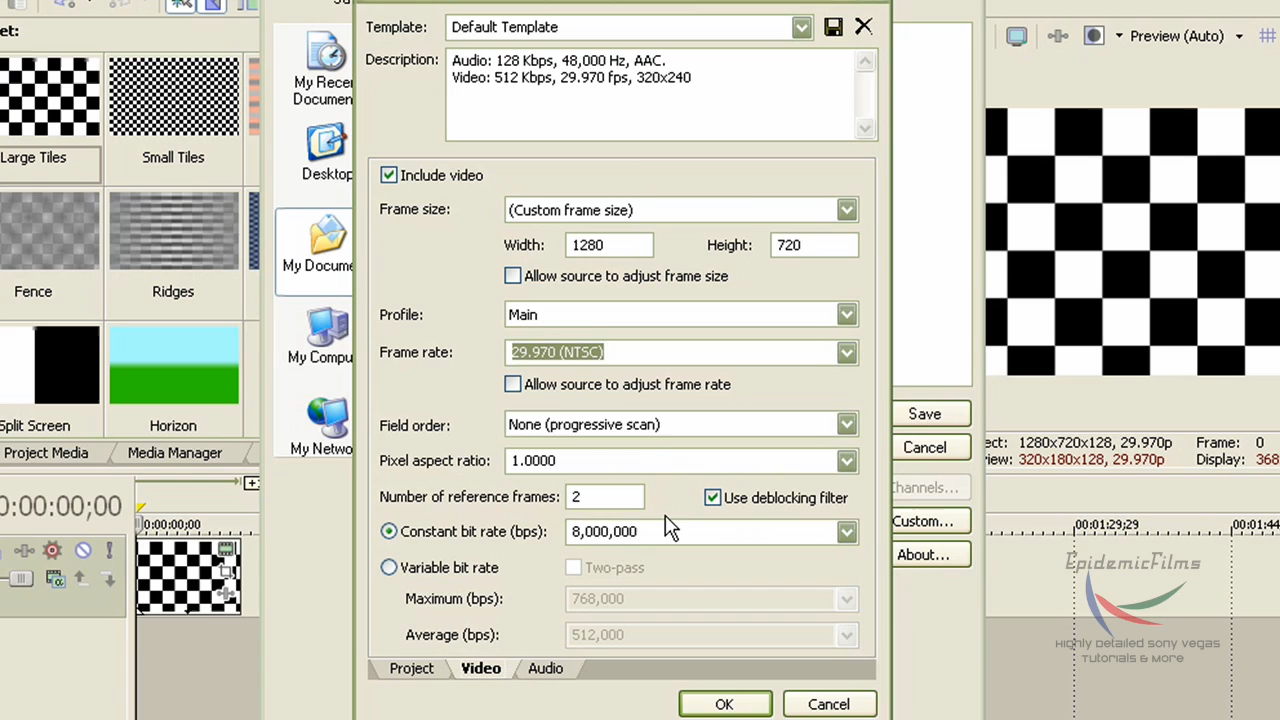 et:
Large Tiles
Small Tiles
Fence
Ridges
Split Screen
Horizon
Project Media
Media Manager
00:00:00;00
0:00:00;00
My Recen
Documen
Desktop
My Docume
My Compu
My Netwo
Template:
Default Template
Description:
Audio: 128 Kbps, 48,000 Hz, AAC.
Video: 512 Kbps, 29.970 fps, 320x240
Include video
Frame size:
(Custom frame size)
Width:
1280
Height:
720
Allow source to adjust frame size
Profile:
Main
Frame rate:
29.970 (NTSC)
Allow source to adjust frame rate
Field order:
None (progressive scan)
Pixel aspect ratio:
1.0000
Number of reference frames:
2
Use deblocking filter
Constant bit rate (bps):
8,000,000
Variable bit rate
Two-pass
Maximum (bps):
768,000
Average (bps):
512,000
Project
Video
Audio
OK
Cancel
Save
Cancel
Channels...
Custom...
About...
Preview (Auto)
ect: 1280x720x128, 29.970p
Frame: 0
iew: 320x180x128, 29.970p
Display: 368
00:01:29;29
00:01:44
EpidemicFilms
Highly Detailed Sony Vegas
Tutorials & More